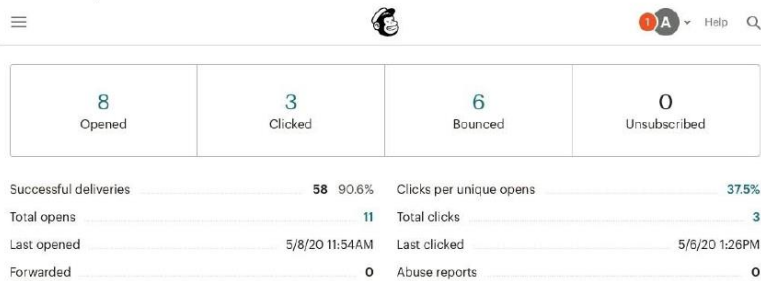 1 A Help
8 3 6 0
Opened Clicked Bounced Unsubscribed
Successful deliveries 58 90.6% Clicks per unique opens 37.5%
Total opens 11 Total clicks 3
Last opened 5/8/20 11:54AM Last clicked 5/6/20 1:26PM
Forwarded 0 Abuse reports 0